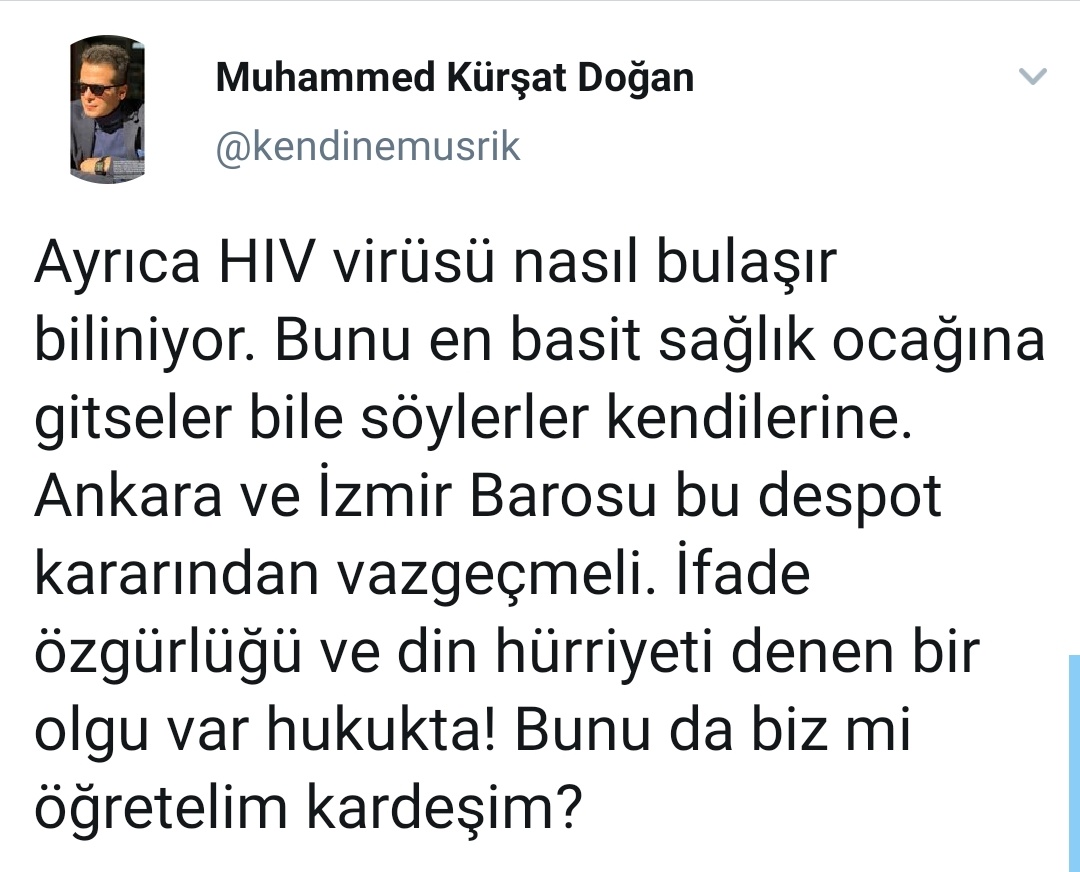 Muhammed Kürşat Doğan
@kendinemusrik
Ayrıca HIV virüsü nasıl bulaşır
biliniyor. Bunu en basit sağlık ocağına
gitseler bile söylerler kendilerine.
Ankara ve İzmir Barosu bu despot
kararından vazgeçmeli. İfade
özgürlüğü ve din hürriyeti denen bir
olgu var hukukta! Bunu da biz mi
öğretelim kardeşim?